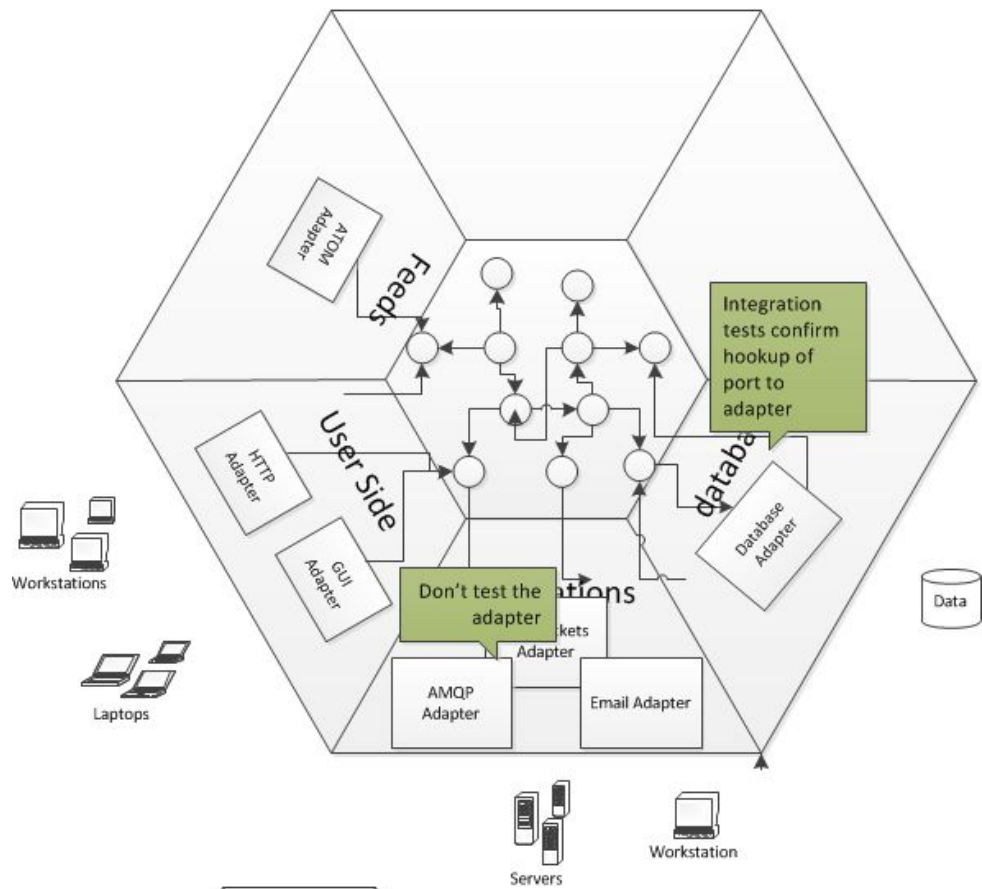 ATOM
Adapter
Feeds
Integration
tests confirm
hookup of
port to
adapter
User Side
HTTP
Adapter
GUI
Adapter
Database
Adapter
Workstations
Don't test the
adapter
Adapter
AMQP
Adapter
Email Adapter
Data
Laptops
Servers
Workstation